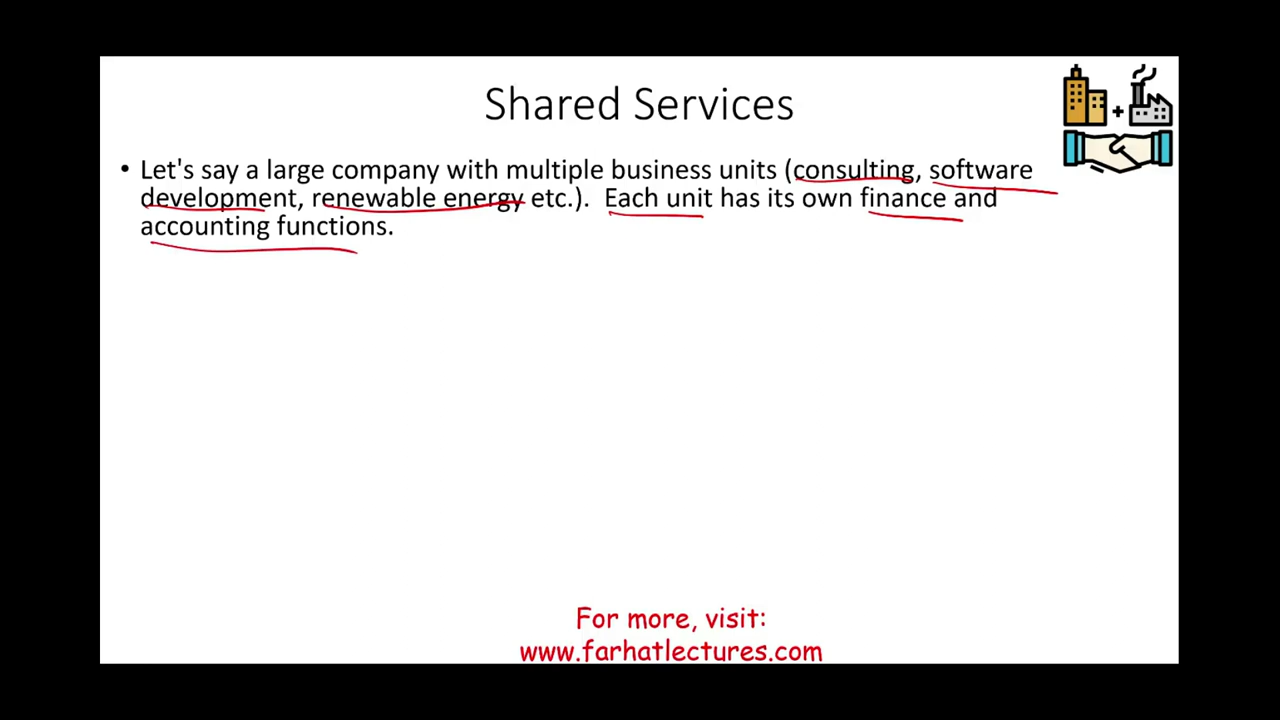 Shared Services
• Let's say a large company with multiple business units (consulting, software
development, renewable energy etc.). Each unit has its own finance and
accounting functions.
For more, visit:
www.farhatlectures.com